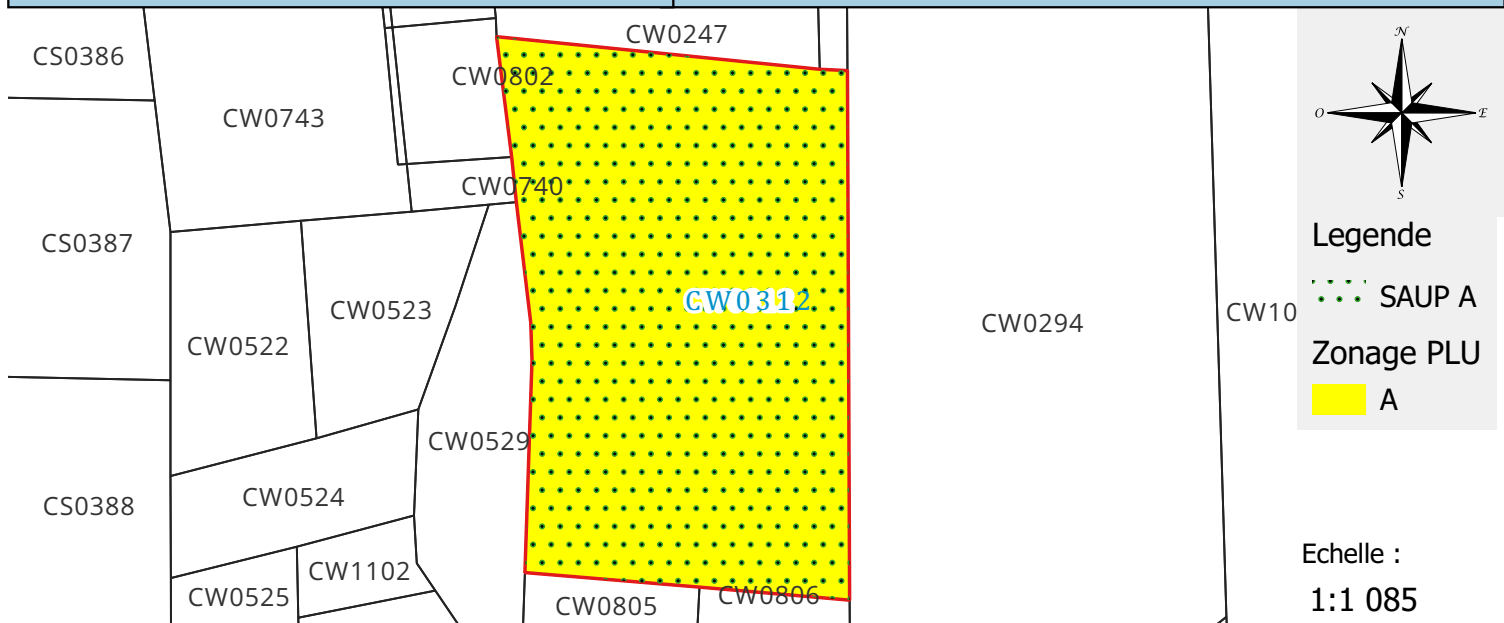 CW0247
CS0386
CW0802
CW0743
CW0740
CS0387
CW0523
CW0312
CW0294
CW10
CW0522
CW0529
CW0524
CS0388
CW1102
CW0525
CW0805
CW0806
N
O
E
S
Legende
SAUP A
Zonage PLU
A
Echelle :
1:1 085